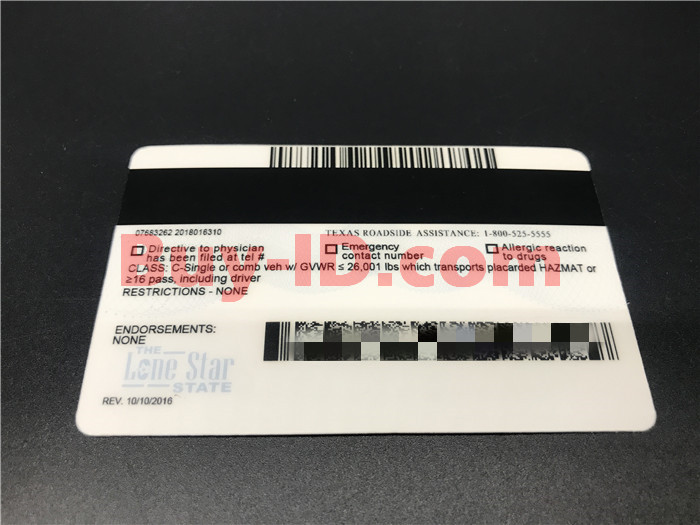 07683262 2018016310
TEXAS ROADSIDE ASSISTANCE: 1-800-525-5555
Directive to physician
has been filed at tel #
Emergency
contact number
Allergic reaction
to drugs
Buy-ID.com
CLASS: C-Single or comb veh w/ GVWR ≤ 26,001 lbs which transports placarded HAZMAT or
≥16 pass, including driver
RESTRICTIONS - NONE
ENDORSEMENTS:
NONE
THE
Lone Star
STATE
REV. 10/10/2016